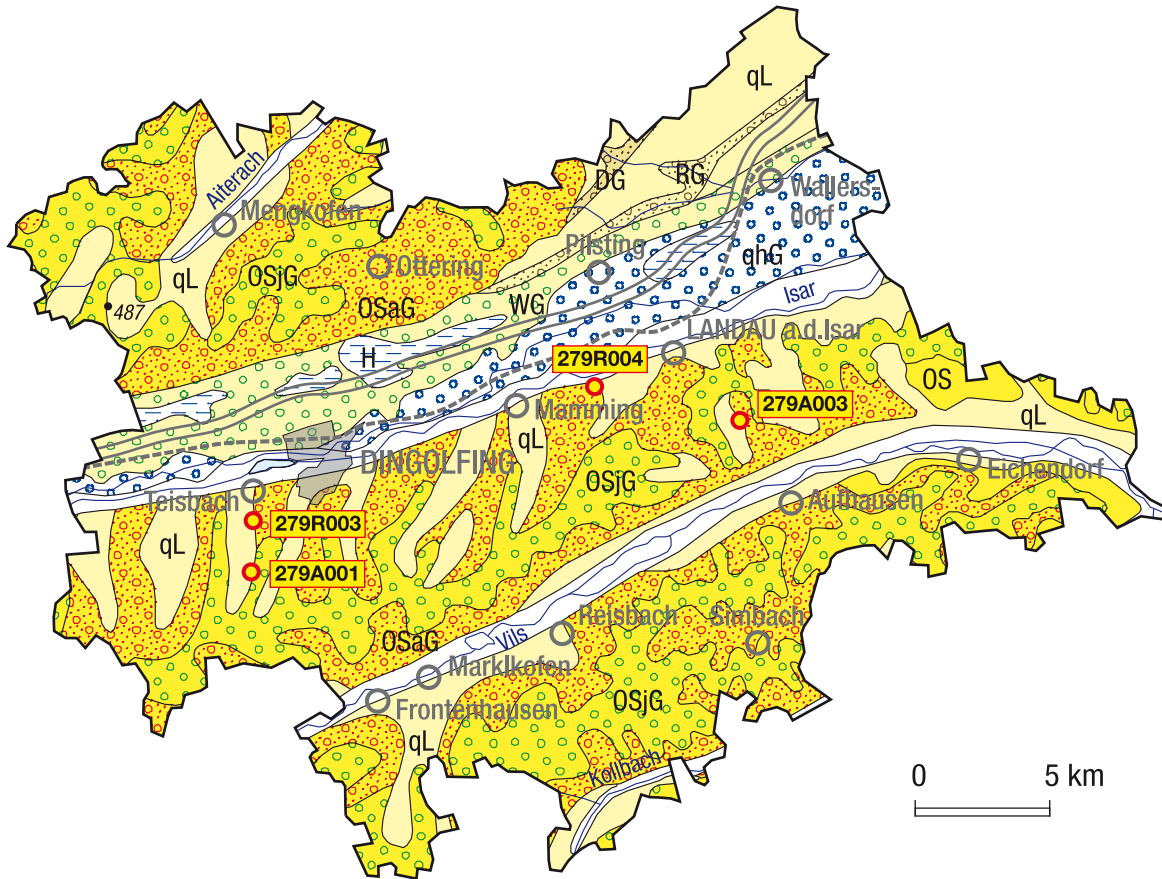 qL
Aiterach
DG
RG
Wallers-
dorf
Mengkofen
Pilsting
qhG
Ottering
qL
OSjG
OSaG
WG
Isar
487
LANDAU a.d.Isar
H
279R004
OS
279A003
Mamming
qL
qL
DINGOLFING
Eichendorf
OSjG
Teisbach
Aufhausen
279R003
qL
279A001
Reisbach
Simbach
Vils
OSaG
Marklkofen
OSjG
Frontenhausen
qL
Kollbach
0 5 km